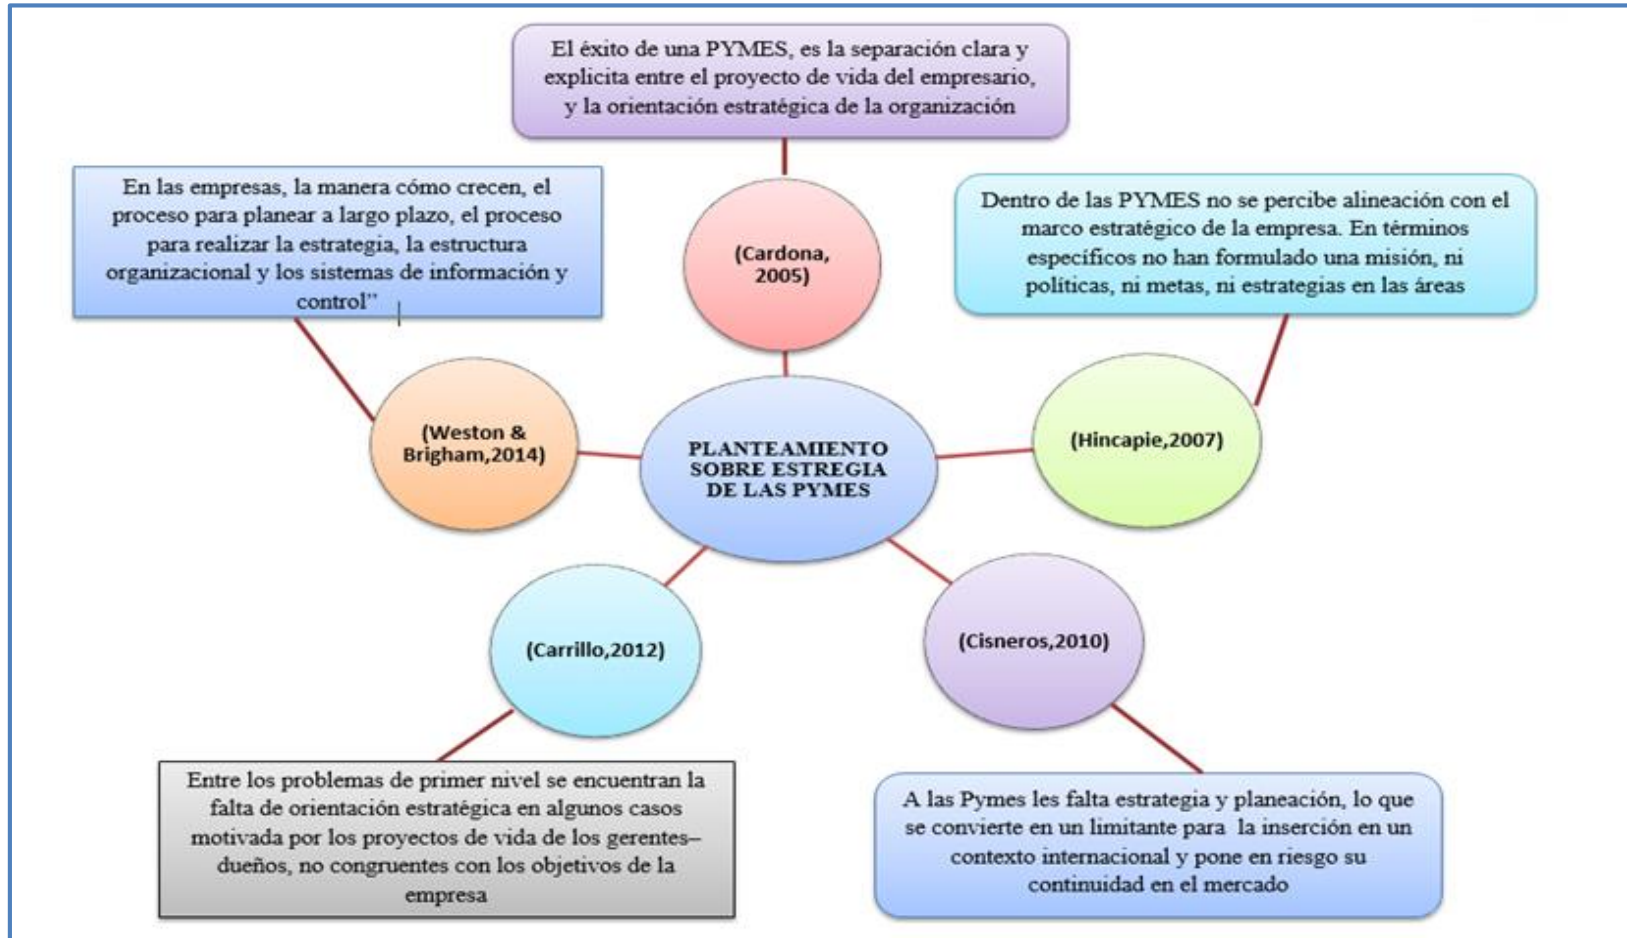 El éxito de una PYMES, es la separación clara y
explicita entre el proyecto de vida del empresario,
y la orientación estratégica de la organización
En las empresas, la manera cómo crecen, el
proceso para planear a largo plazo, el proceso
para realizar la estrategia, la estructura
organizacional y los sistemas de información y
control”
(Cardona,
2005)
Dentro de las PYMES no se percibe alineación con el
marco estratégico de la empresa. En términos
específicos no han formulado una misión, ni
políticas, ni metas, ni estrategias en las áreas
(Weston &
Brigham,2014)
PLANTEAMIENTO
SOBRE ESTREGIA
DE LAS PYMES
(Hincapie,2007)
(Carrillo,2012)
(Cisneros,2010)
Entre los problemas de primer nivel se encuentran la
falta de orientación estratégica en algunos casos
motivada por los proyectos de vida de los gerentes–
dueños, no congruentes con los objetivos de la
empresa
A las Pymes les falta estrategia y planeación, lo que
se convierte en un limitante para la inserción en un
contexto internacional y pone en riesgo su
continuidad en el mercado